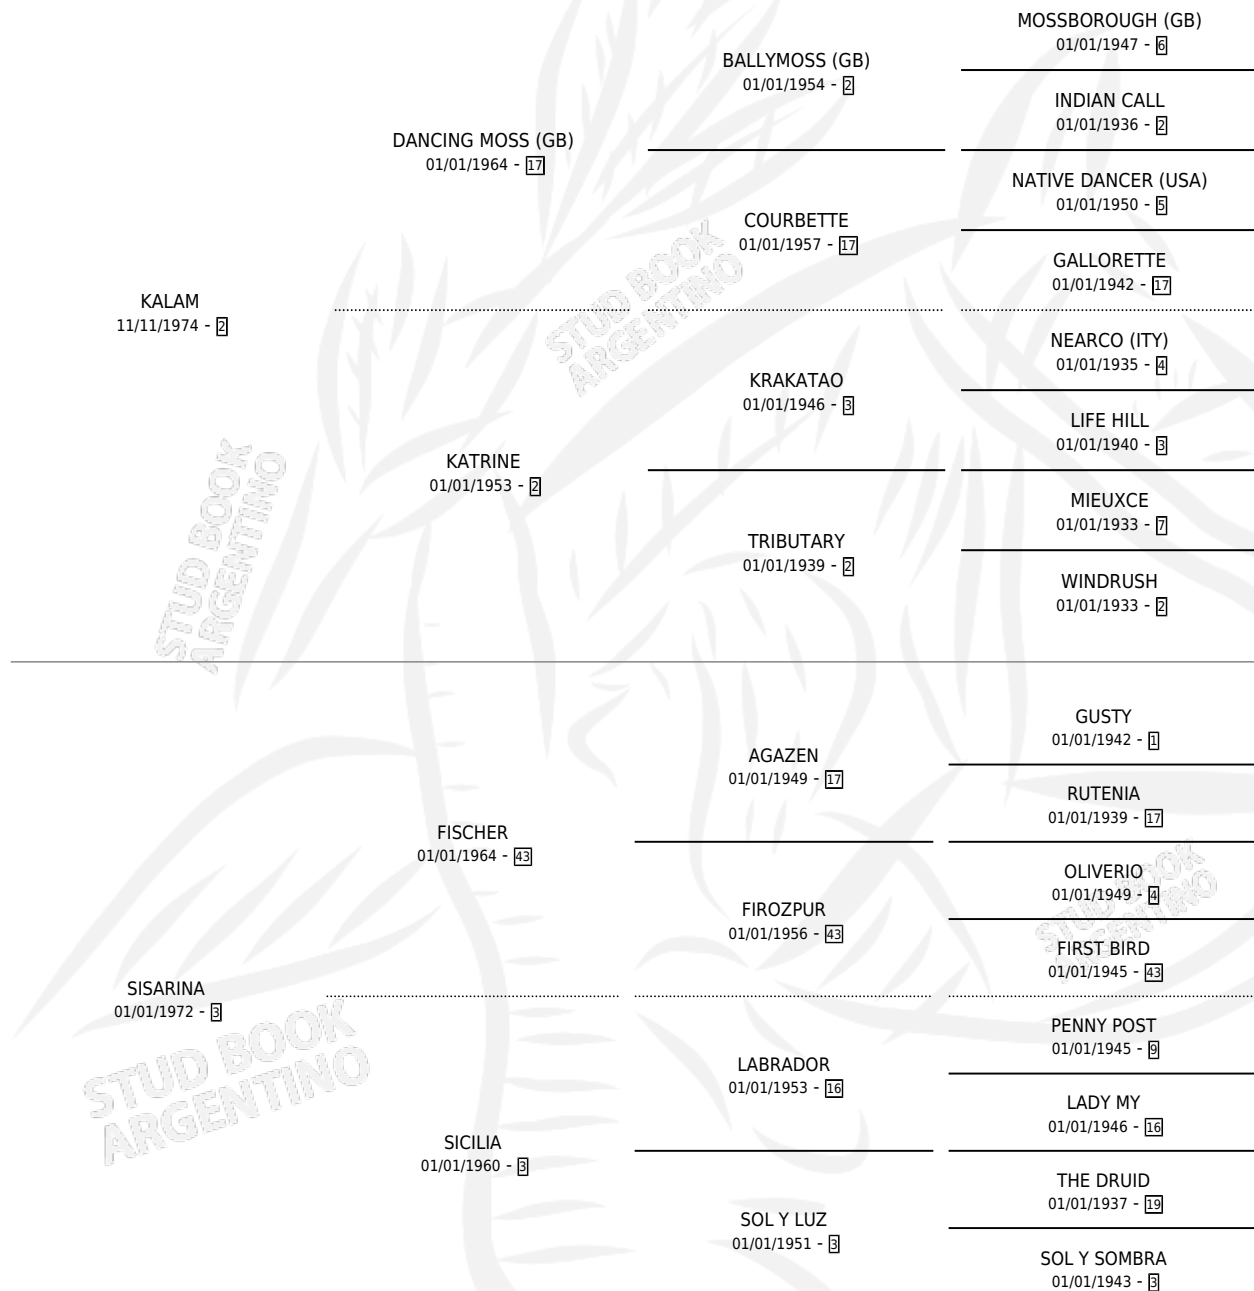 MOSSBOROUGH (GB)
01/01/1947 - 6
BALLYMOSS (GB)
01/01/1954 - 2
INDIAN CALL
01/01/1936 - 2
DANCING MOSS (GB)
01/01/1964 - 17
NATIVE DANCER (USA)
01/01/1950 - 5
COURBETTE
01/01/1957 - 17
GALLORETTE
01/01/1942 - 17
KALAM
11/11/1974 - 2
NEARCO (ITY)
01/01/1935 - 4
KRAKATAO
01/01/1946 - 3
LIFE HILL
01/01/1940 - 3
KATRINE
01/01/1953 - 2
MIEUXCE
01/01/1933 - 7
TRIBUTARY
01/01/1939 - 2
WINDRUSH
01/01/1933 - 2
GUSTY
01/01/1942 - 1
AGAZEN
01/01/1949 - 17
RUTENIA
01/01/1939 - 17
FISCHER
01/01/1964 - 43
OLIVERIO
01/01/1949 - 4
FIROZPUR
01/01/1956 - 43
FIRST BIRD
01/01/1945 - 43
SISARINA
01/01/1972 - 3
PENNY POST
01/01/1945 - 9
LABRADOR
01/01/1953 - 16
LADY MY
01/01/1946 - 16
SICILIA
01/01/1960 - 3
THE DRUID
01/01/1937 - 19
SOL Y LUZ
01/01/1951 - 3
SOL Y SOMBRA
01/01/1943 - 3
STUD BOOK
ARGENTINO
STUD BOOK
ARGENTINO
STUD BOOK
ARGENTINO
STUD BOOK
ARGENTINO